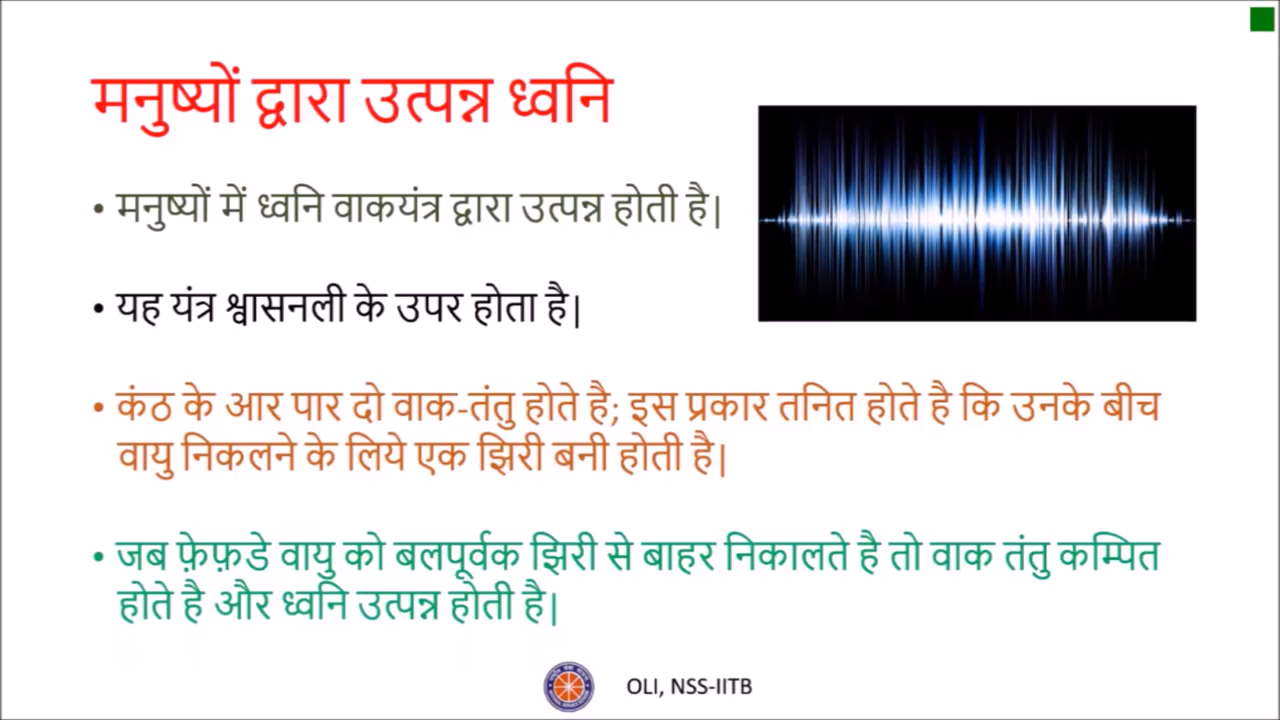 मनुष्यों द्वारा उत्पन्न ध्वनि
• मनुष्यों में ध्वनि वाकयंत्र द्वारा उत्पन्न होती है|
• यह यंत्र श्वासनली के उपर होता है|
• कंठ के आर पार दो वाक-तंतु होते है; इस प्रकार तनित होते है कि उनके बीच
वायु निकलने के लिये एक झिरी बनी होती है|
• जब फ़ेफ़डे वायु को बलपूर्वक झिरी से बाहर निकालते है तो वाक तंतु कम्पित
होते है और ध्वनि उत्पन्न होती है|
OLI, NSS-IITB